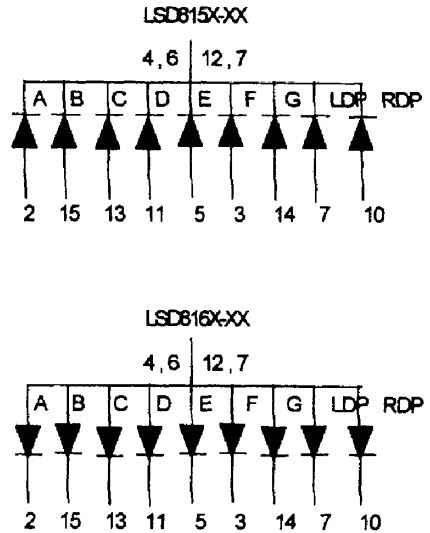 LSD815X-XX
4,6 12,7
A B C D E F G LDP RDP
2 15 13 11 5 3 14 7 10
LSD816X-XX
4,6 12,7
A B C D E F G LDP RDP
2 15 13 11 5 3 14 7 10